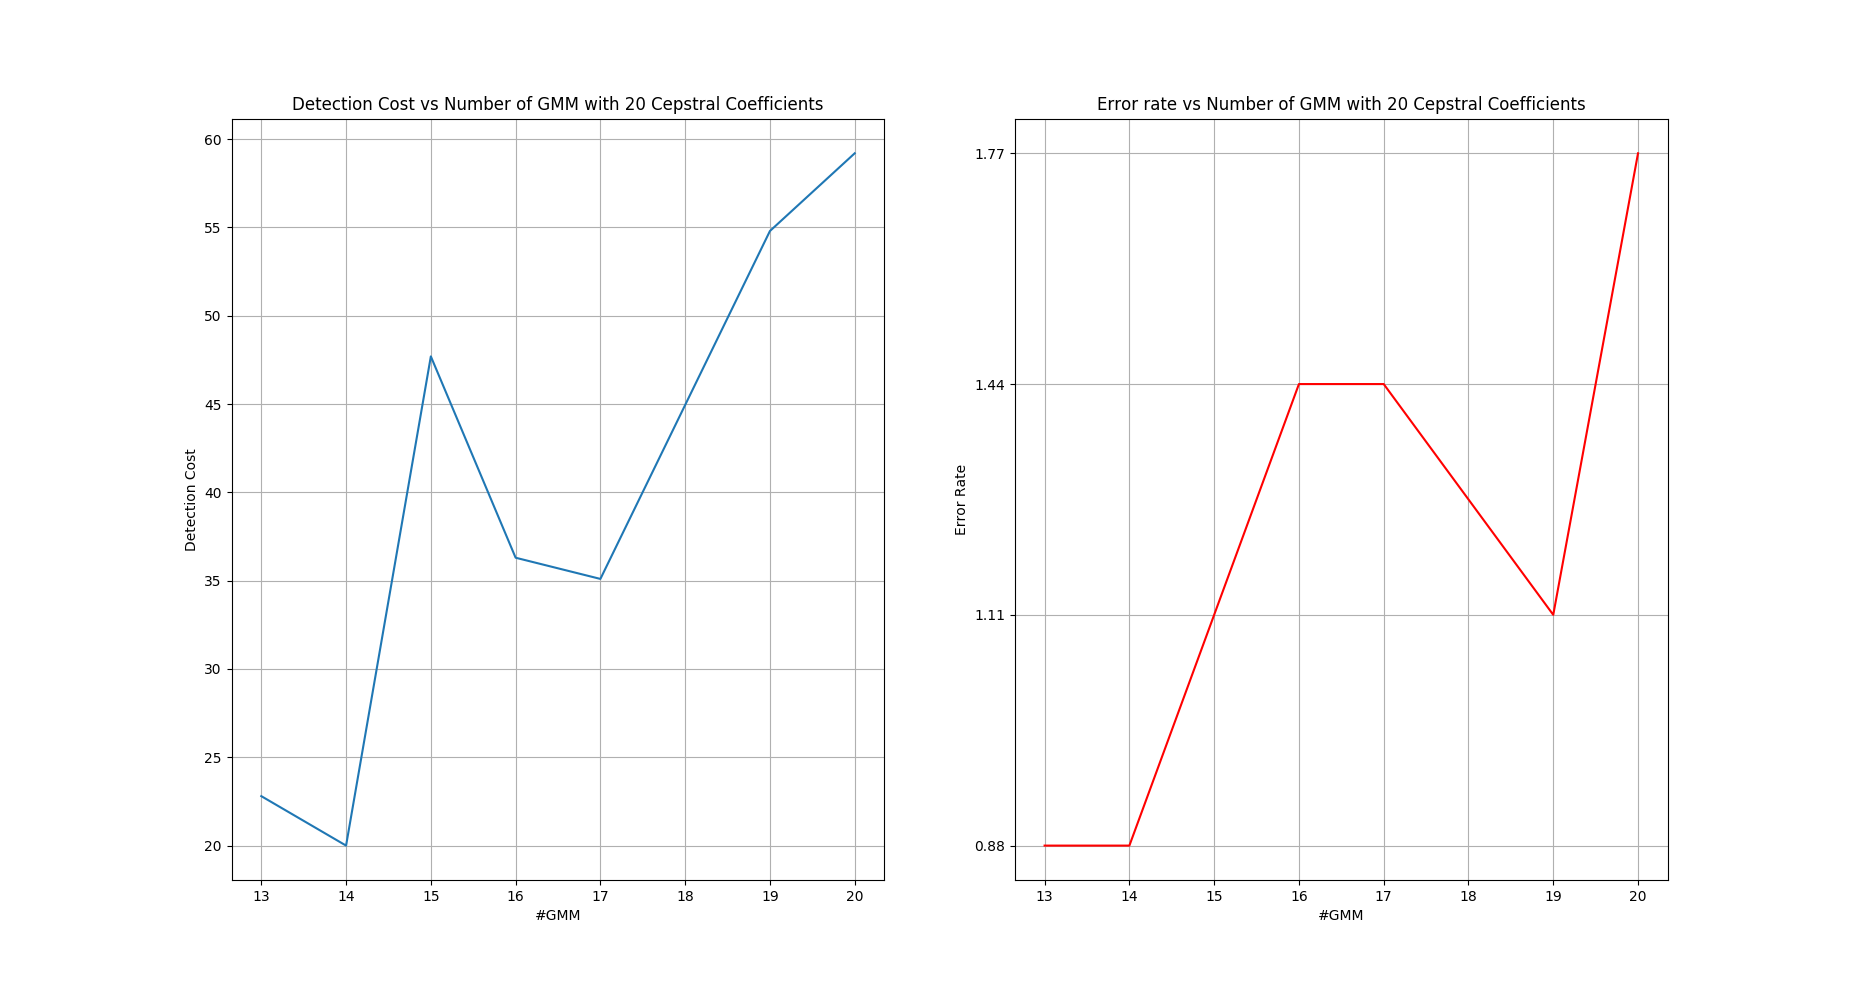 Detection Cost vs Number of GMM with 20 Cepstral Coefficients
60
55
50
45
40
35
30
25
20
Detection Cost
13 14 15 16 17 18 19 20
#GMM
Error rate vs Number of GMM with 20 Cepstral Coefficients
1.77
1.44
1.11
0.88
Error Rate
13 14 15 16 17 18 19 20
#GMM